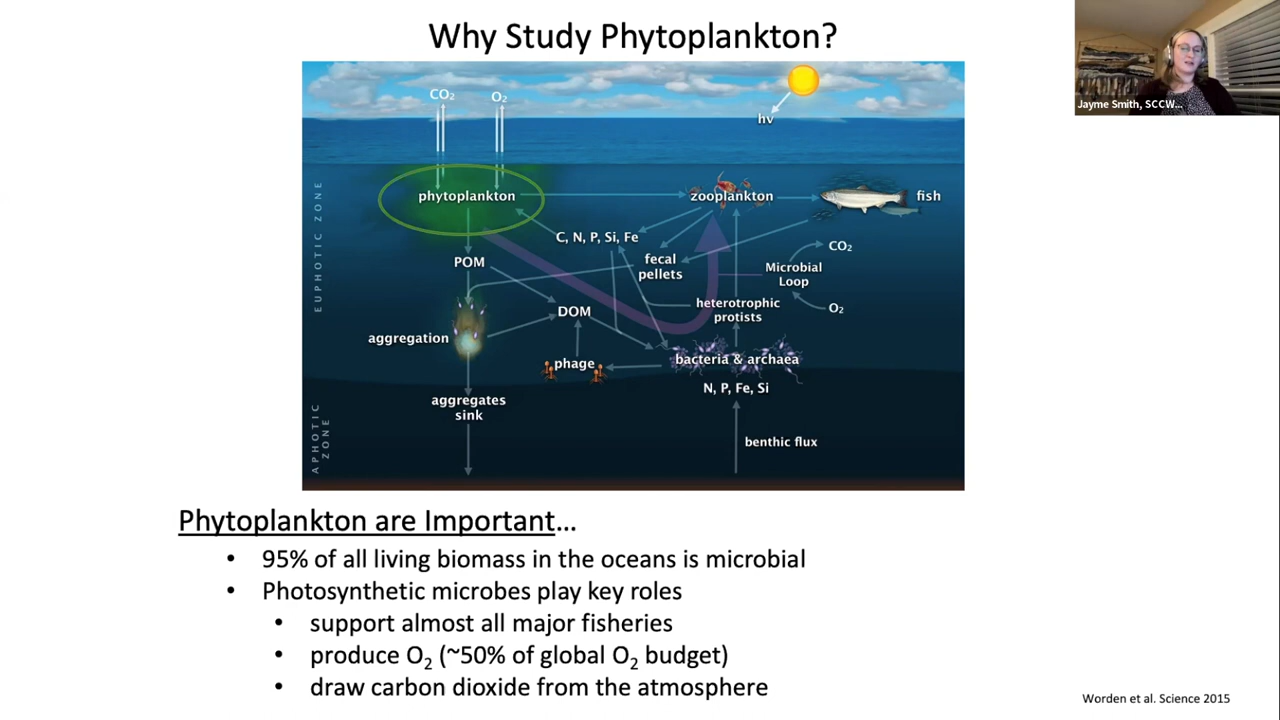 Why Study Phytoplankton?
Jayme Smith, SCCW...
CO₂
O₂
hv
EUPHOTIC ZONE
phytoplankton
zooplankton
fish
C, N, P, Si, Fe
CO₂
POM
fecal
pellets
Microbial
Loop
DOM
heterotrophic
protists
O₂
aggregation
phage
bacteria & archaea
N, P, Fe, Si
aggregates
sink
APHOTIC
ZONE
benthic flux
Phytoplankton are Important...
• 95% of all living biomass in the oceans is microbial
• Photosynthetic microbes play key roles
• support almost all major fisheries
• produce O₂ (~50% of global O₂ budget)
• draw carbon dioxide from the atmosphere
Worden et al. Science 2015